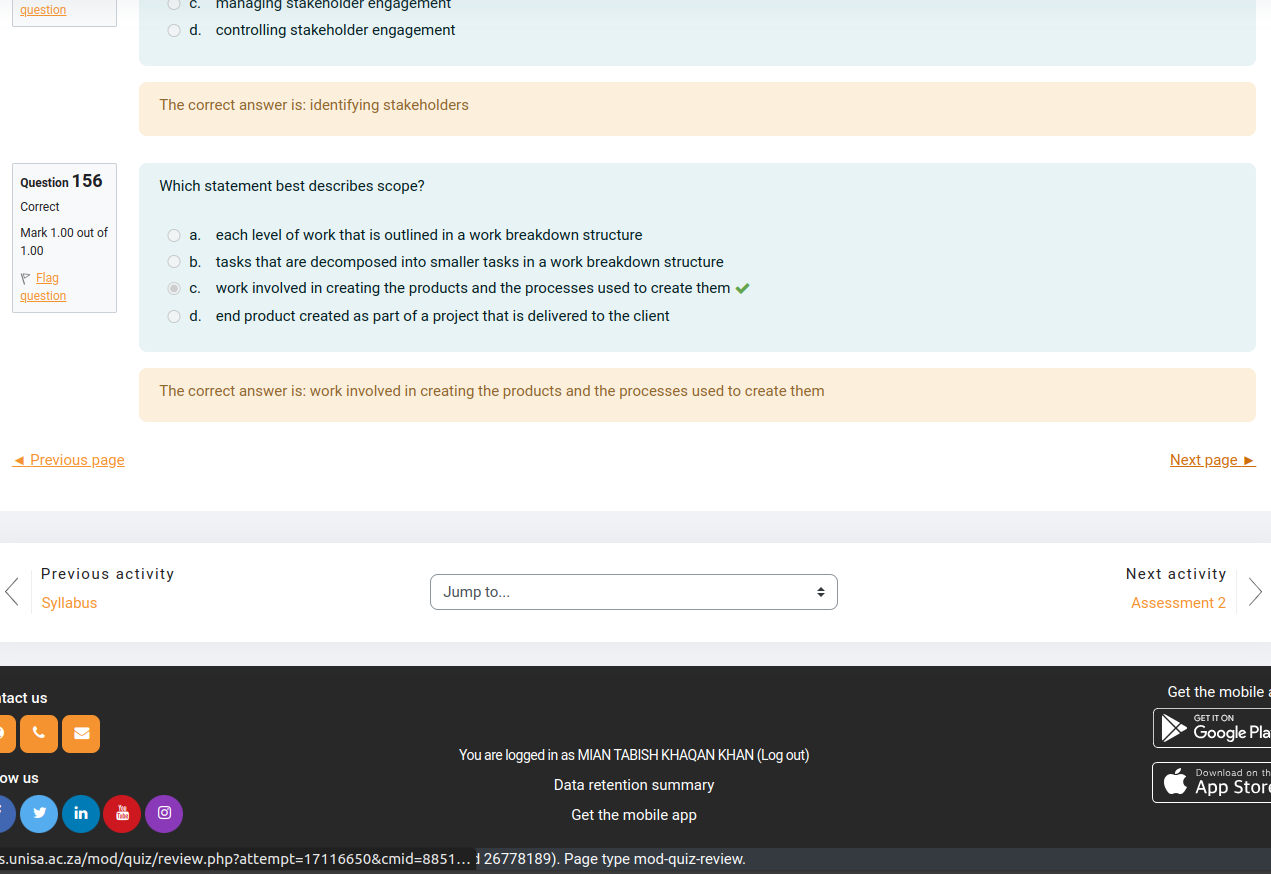 question
c. managing stakeholder engagement
d. controlling stakeholder engagement
The correct answer is: identifying stakeholders
Question 156
Correct
Mark 1.00 out of
1.00
Flag
question
Which statement best describes scope?
a. each level of work that is outlined in a work breakdown structure
b. tasks that are decomposed into smaller tasks in a work breakdown structure
c. work involved in creating the products and the processes used to create them
d. end product created as part of a project that is delivered to the client
The correct answer is: work involved in creating the products and the processes used to create them
◄ Previous page
Next page ►
Previous activity
Syllabus
Jump to...
Next activity
Assessment 2
tact us
ow us
You are logged in as MIAN TABISH KHAQAN KHAN (Log out)
Data retention summary
Get the mobile app
Get the mobile a
GET IT ON
Google Pla
Download on th
App Stor
You
Tube
in
s.unisa.ac.za/mod/quiz/review.php?attempt=17116650&cmid=8851... d 26778189). Page type mod-quiz-review.